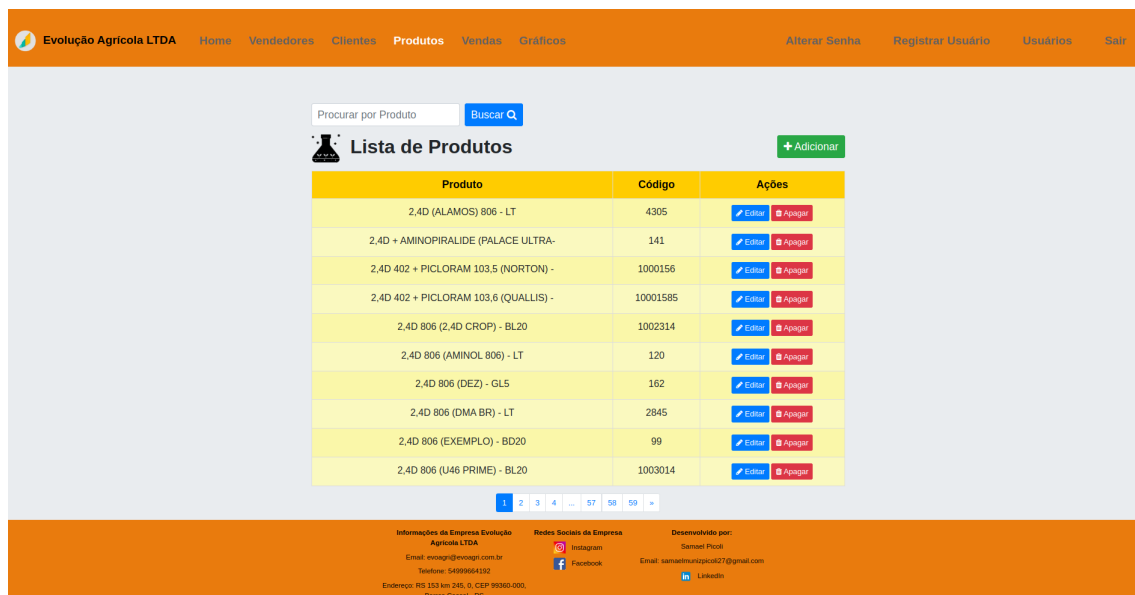 Evolução Agrícola LTDA Home Vendedores Clientes Produtos Vendas Gráficos Alterar Senha Registrar Usuário Usuários Sair
Procurar por Produto Buscar
Lista de Produtos + Adicionar
Produto Código Ações
2,4D (ALAMOS) 806 - LT 4305 Editar Apagar
2,4D + AMINOPIRALIDE (PALACE ULTRA- 141 Editar Apagar
2,4D 402 + PICLORAM 103,5 (NORTON) - 1000156 Editar Apagar
2,4D 402 + PICLORAM 103,6 (QUALLIS) - 10001585 Editar Apagar
2,4D 806 (2,4D CROP) - BL20 1002314 Editar Apagar
2,4D 806 (AMINOL 806) - LT 120 Editar Apagar
2,4D 806 (DEZ) - GL5 162 Editar Apagar
2,4D 806 (DMA BR) - LT 2845 Editar Apagar
2,4D 806 (EXEMPLO) - BD20 99 Editar Apagar
2,4D 806 (U46 PRIME) - BL20 1003014 Editar Apagar
1 2 3 4 ... 57 58 59 »
Informações da Empresa Evolução
Agrícola LTDA
Email: evoagri@evoagri.com.br
Telefone: 54999664192
Endereço: RS 153 km 245, 0, CEP 99360-000,
Redes Sociais da Empresa
Instagram
Facebook
Desenvolvido por:
Samael Picoli
Email: samaelmunizpicoli27@gmail.com
LinkedIn